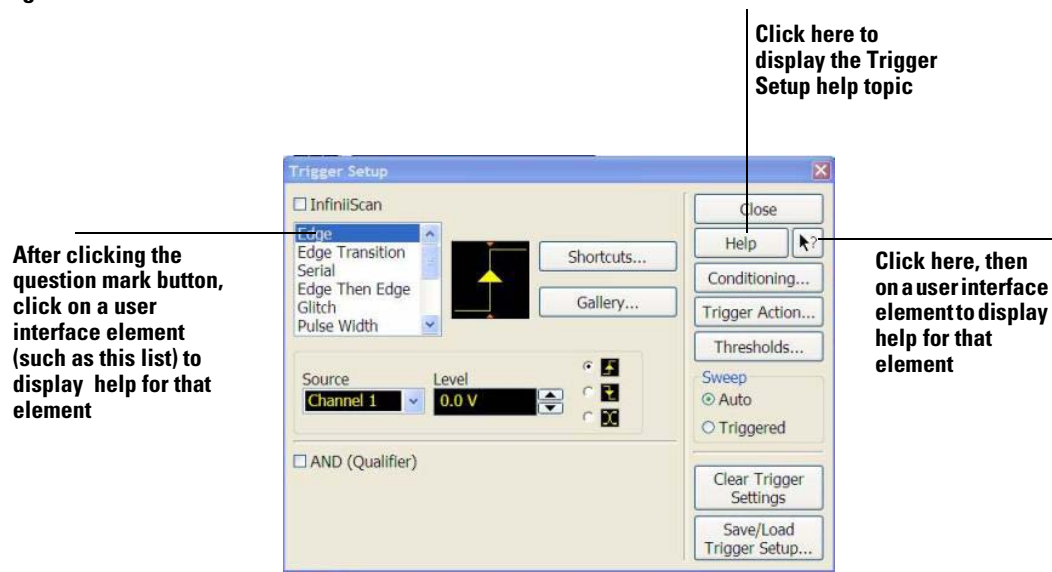 Click here to
display the Trigger
Setup help topic
Trigger Setup
InfiniiScan
Edge
Edge Transition
Serial
Edge Then Edge
Glitch
Pulse Width
Shortcuts...
Gallery...
Close
Help
?
Conditioning...
Trigger Action...
Thresholds...
After clicking the
question mark button,
click on a user
interface element
(such as this list) to
display help for that
element
Click here, then
on a user interface
element to display
help for that
element
Source
Channel 1
Level
0.0 V
Sweep
Auto
Triggered
AND (Qualifier)
Clear Trigger
Settings
Save/Load
Trigger Setup...